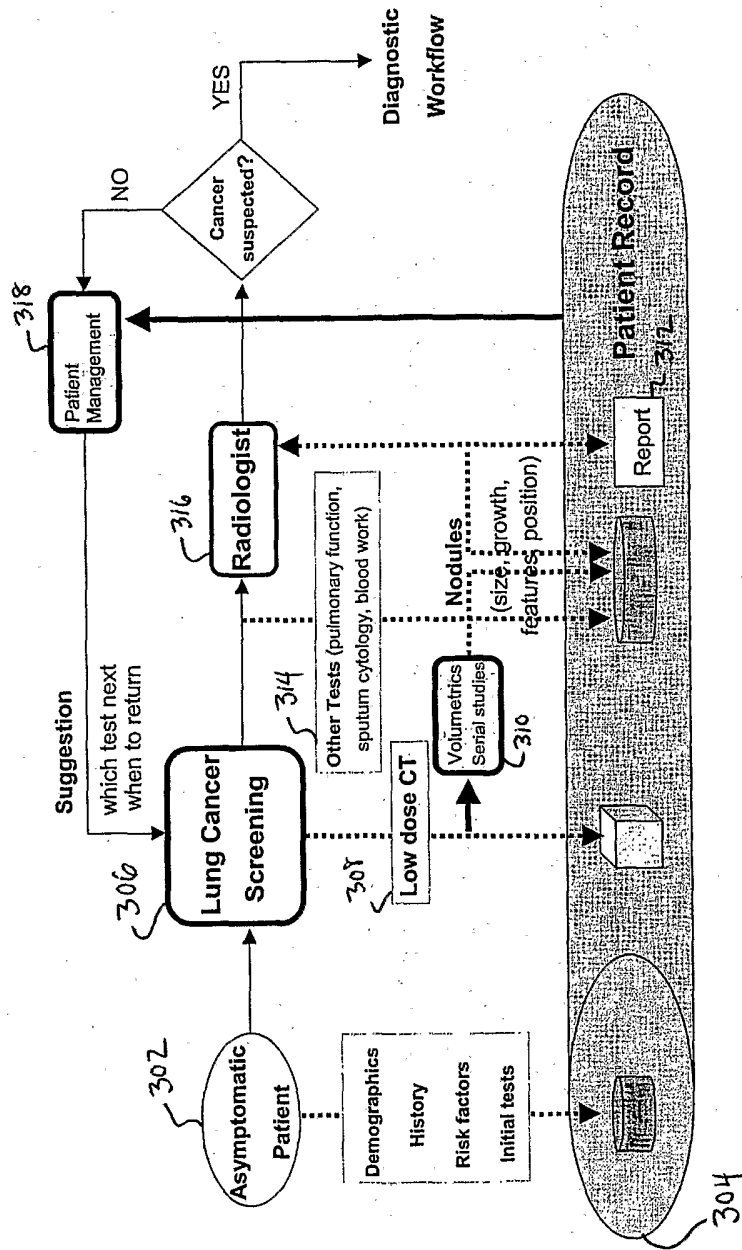 302
Asymptomatic
Patient
Demographics
History
Risk factors
Initial tests
304
306
Lung Cancer
Screening
Suggestion
which test next
when to return
308
Low dose CT
Volumetrics
Serial studies
310
314
Other Tests (pulmonary function,
sputum cytology, blood work)
Nodules
(size, growth,
features, position)
316
Radiologist
318
Patient
Management
NO
Cancer
suspected?
YES
Diagnostic
Workflow
Patient Record
312
Report